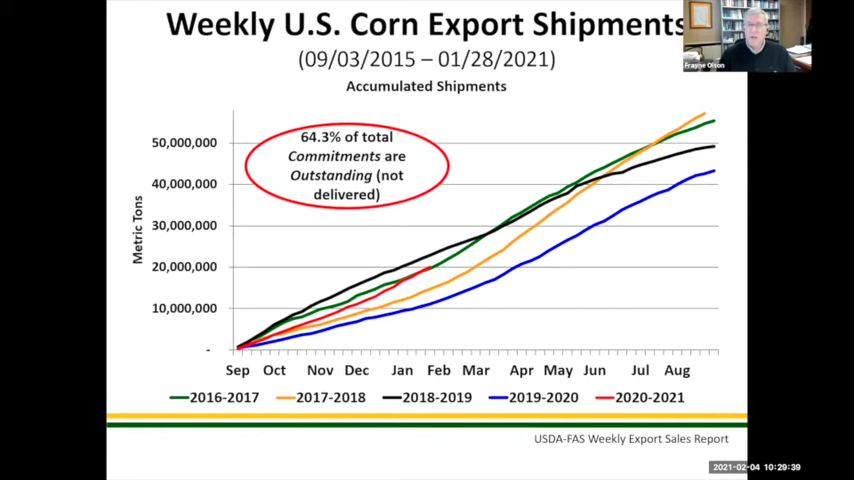 Weekly U.S. Corn Export Shipments
(09/03/2015 – 01/28/2021)
Frayne Olson
Accumulated Shipments
64.3% of total
Commitments are
Outstanding (not
delivered)
Metric Tons
50,000,000
40,000,000
30,000,000
20,000,000
10,000,000
-
Sep Oct Nov Dec Jan Feb Mar Apr May Jun Jul Aug
2016-2017 2017-2018 2018-2019 2019-2020 2020-2021
USDA-FAS Weekly Export Sales Report
2021-02-04 10:29:39